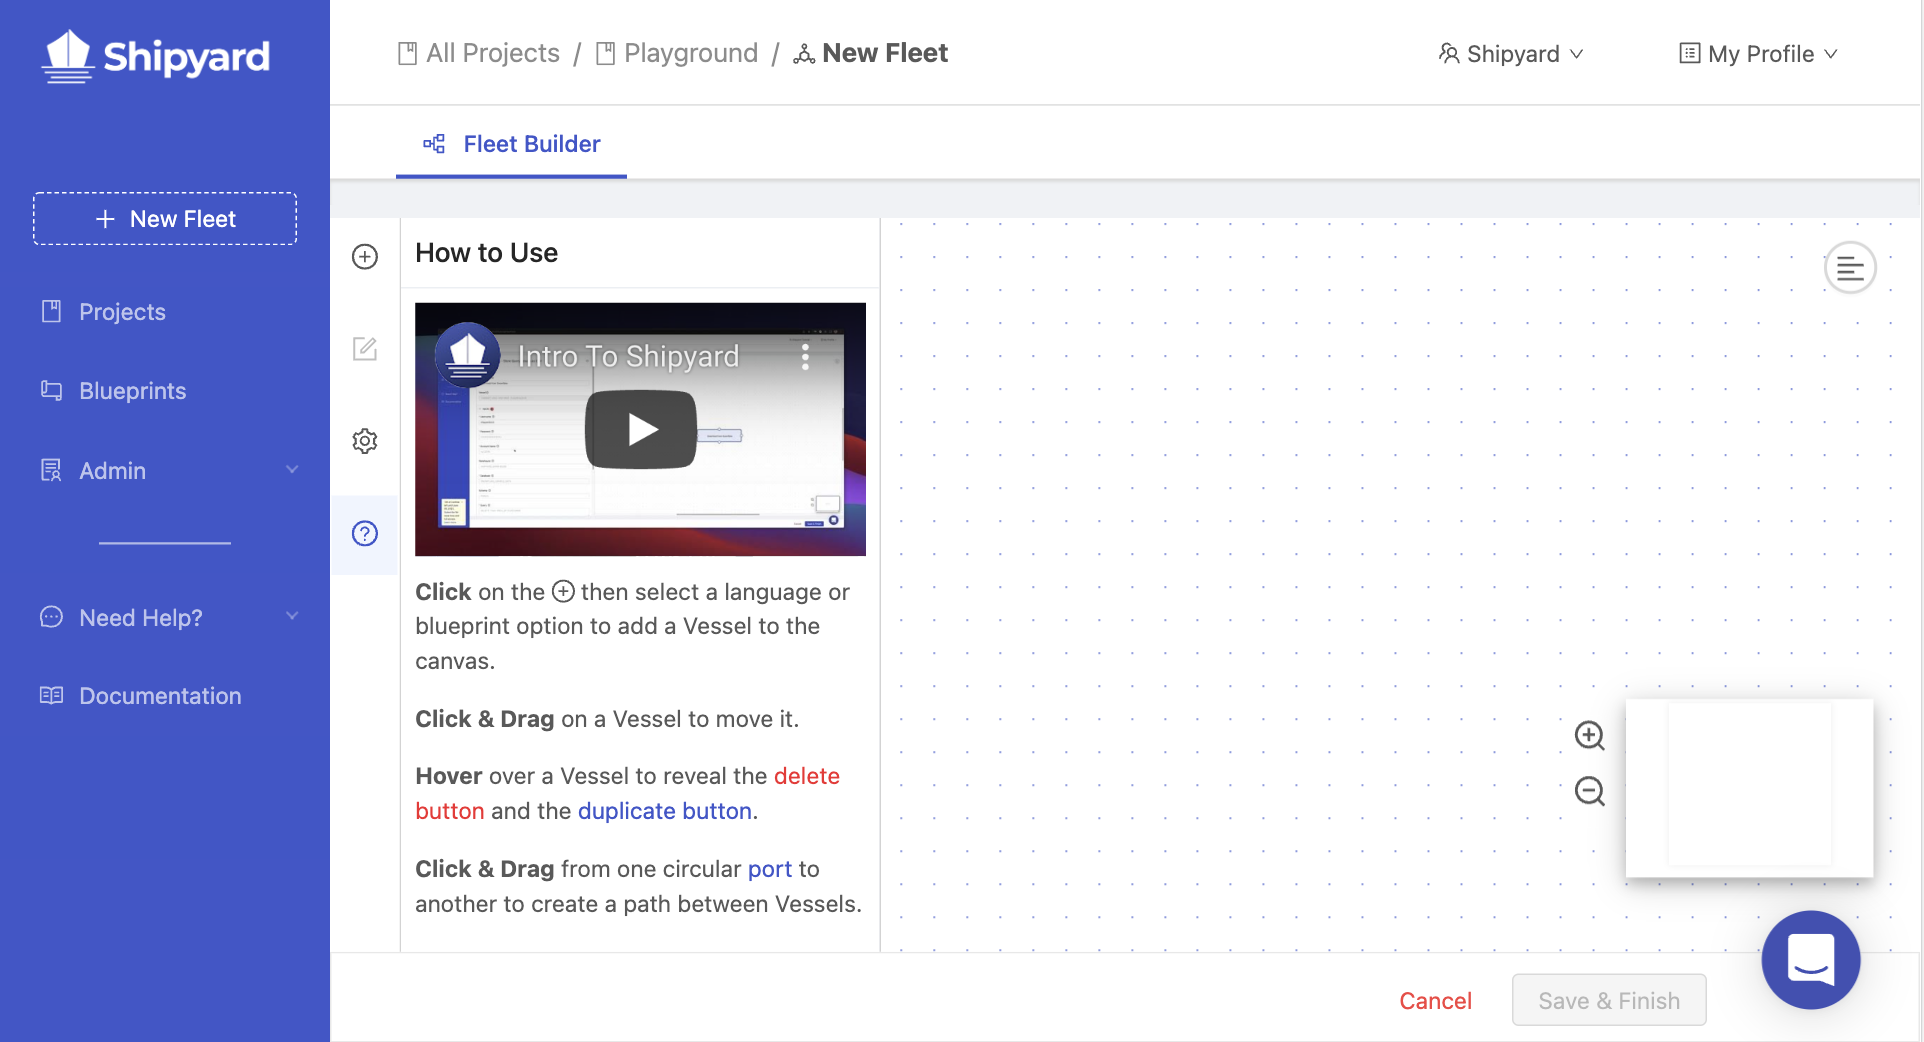 Shipyard
All Projects / Playground / New Fleet
Shipyard
My Profile
Fleet Builder
+ New Fleet
Projects
Blueprints
Admin
Need Help?
Documentation
How to Use
Intro To Shipyard
Click on the + then select a language or
blueprint option to add a Vessel to the
canvas.
Click & Drag on a Vessel to move it.
Hover over a Vessel to reveal the delete
button and the duplicate button.
Click & Drag from one circular port to
another to create a path between Vessels.
Cancel
Save & Finish